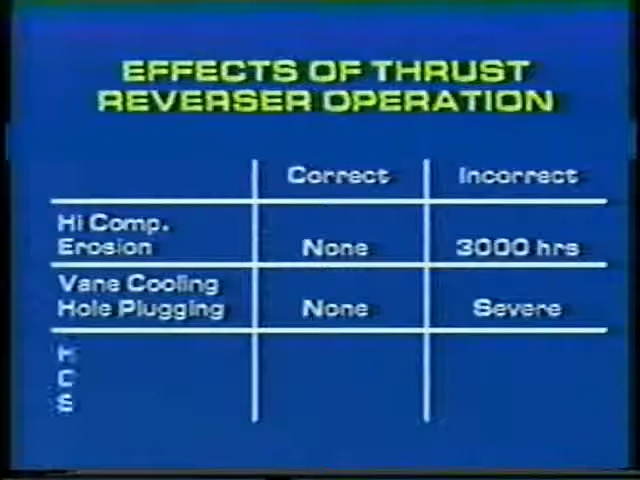 EFFECTS OF THRUST
REVERSER OPERATION
Correct Incorrect
Hi Comp.
Erosion None 3000 hrs
Vane Cooling
Hole Plugging None Severe
H
C
S